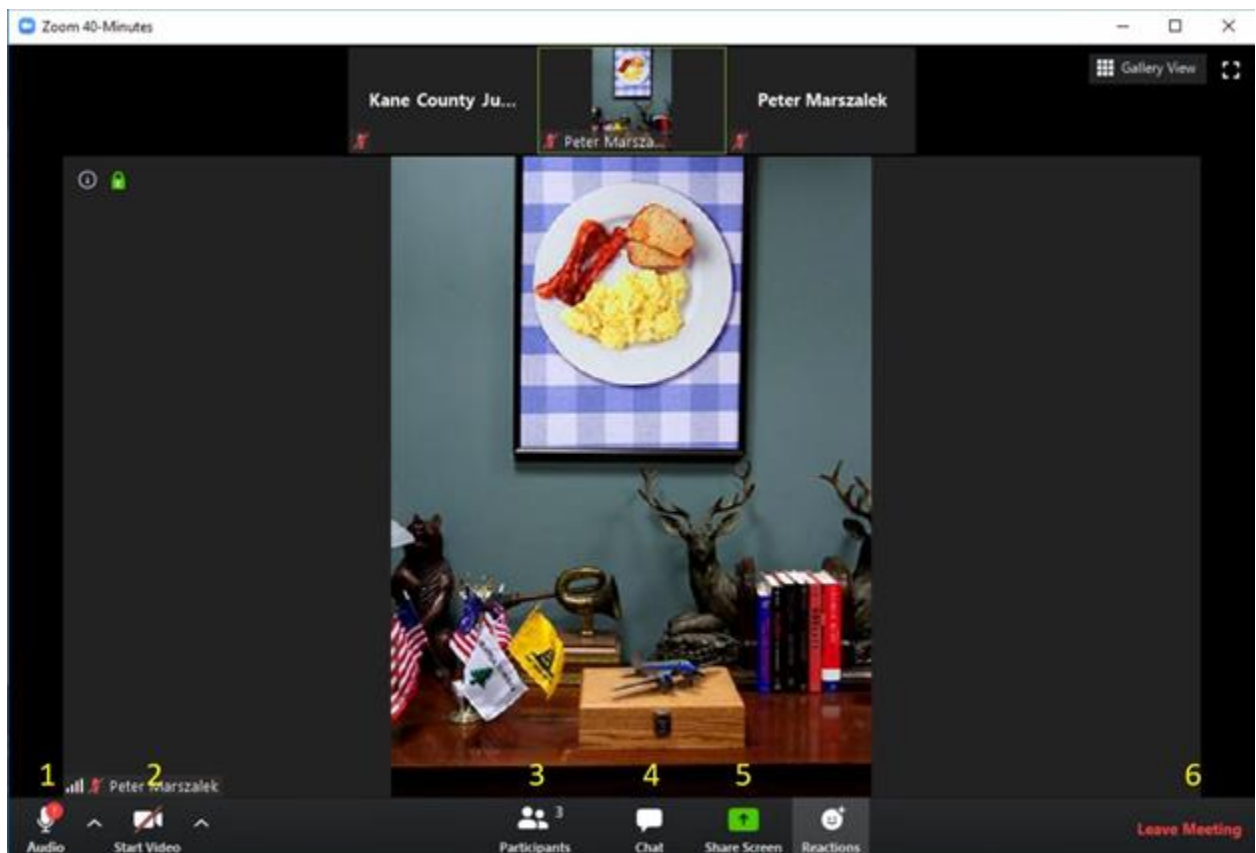 Zoom 40-Minutes
Gallery View
Kane County Ju...
Peter Marsza...
Peter Marszalek
1
2
3
4
5
6
Peter Marszalek
3
Audio
Start Video
Participants
Chat
Share Screen
Reactions
Leave Meeting